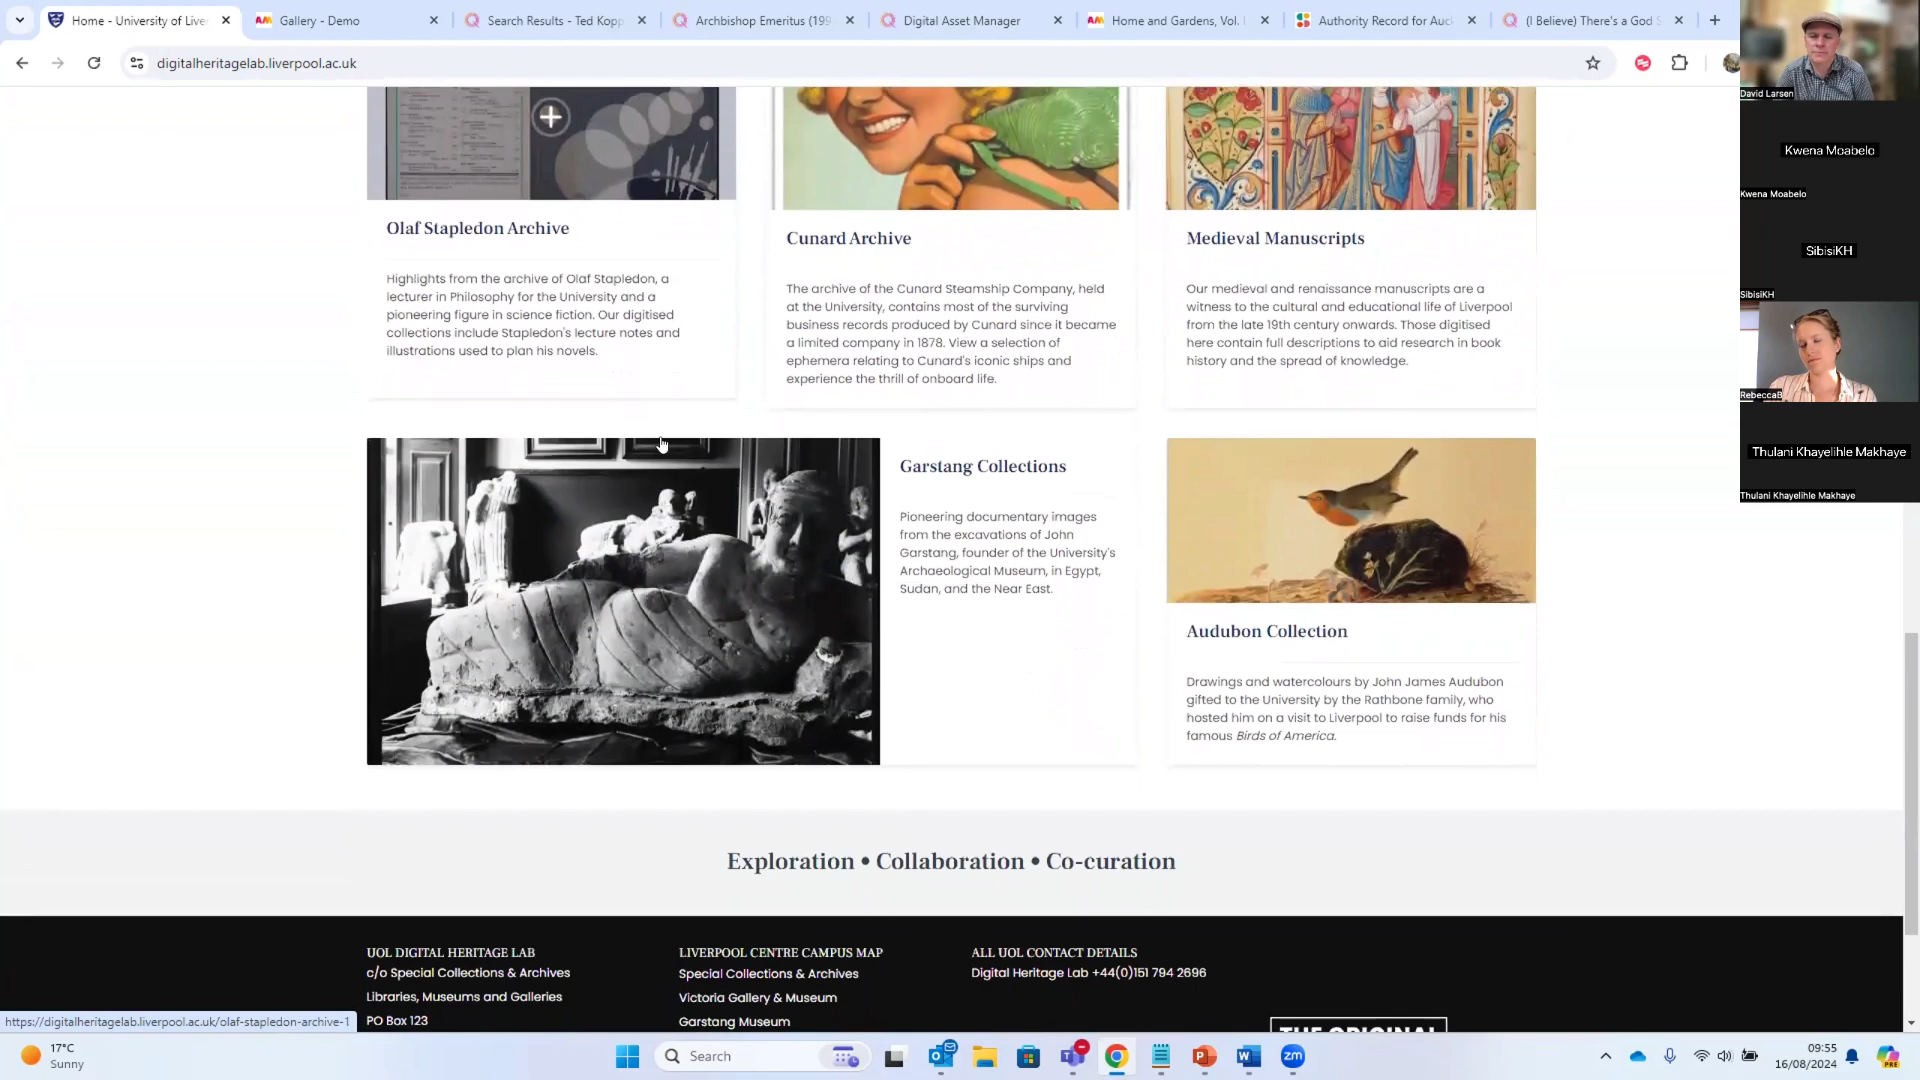 Home - University of Liver
Gallery - Demo
Search Results - Ted Kopp
Archbishop Emeritus (199
Digital Asset Manager
Home and Gardens, Vol.
Authority Record for Auc
(I Believe) There's a God S
digitalheritagelab.liverpool.ac.uk
David Larsen
Kwena Moabelo
Kwena Moabelo
SibisiKH
SibisiKH
RebeccaB
Thulani Khayelihle Makhaye
Thulani Khayelihle Makhaye
Olaf Stapledon Archive
Highlights from the archive of Olaf Stapledon, a
lecturer in Philosophy for the University and a
pioneering figure in science fiction. Our digitised
collections include Stapledon's lecture notes and
illustrations used to plan his novels.
Cunard Archive
The archive of the Cunard Steamship Company, held
at the University, contains most of the surviving
business records produced by Cunard since it became
a limited company in 1878. View a selection of
ephemera relating to Cunard's iconic ships and
experience the thrill of onboard life.
Medieval Manuscripts
Our medieval and renaissance manuscripts are a
witness to the cultural and educational life of Liverpool
from the late 19th century onwards. Those digitised
here contain full descriptions to aid research in book
history and the spread of knowledge.
Garstang Collections
Pioneering documentary images
from the excavations of John
Garstang, founder of the University's
Archaeological Museum, in Egypt,
Sudan, and the Near East.
Audubon Collection
Drawings and watercolours by John James Audubon
gifted to the University by the Rathbone family, who
hosted him on a visit to Liverpool to raise funds for his
famous Birds of America.
Exploration • Collaboration • Co-curation
UOL DIGITAL HERITAGE LAB
c/o Special Collections & Archives
Libraries, Museums and Galleries
PO Box 123
LIVERPOOL CENTRE CAMPUS MAP
Special Collections & Archives
Victoria Gallery & Museum
Garstang Museum
ALL UOL CONTACT DETAILS
Digital Heritage Lab +44(0)151 794 2696
THE ORIGINAL
https://digitalheritagelab.liverpool.ac.uk/olaf-stapledon-archive-1
17°C
Sunny
Search
zm
09:55
16/08/2024
PRE